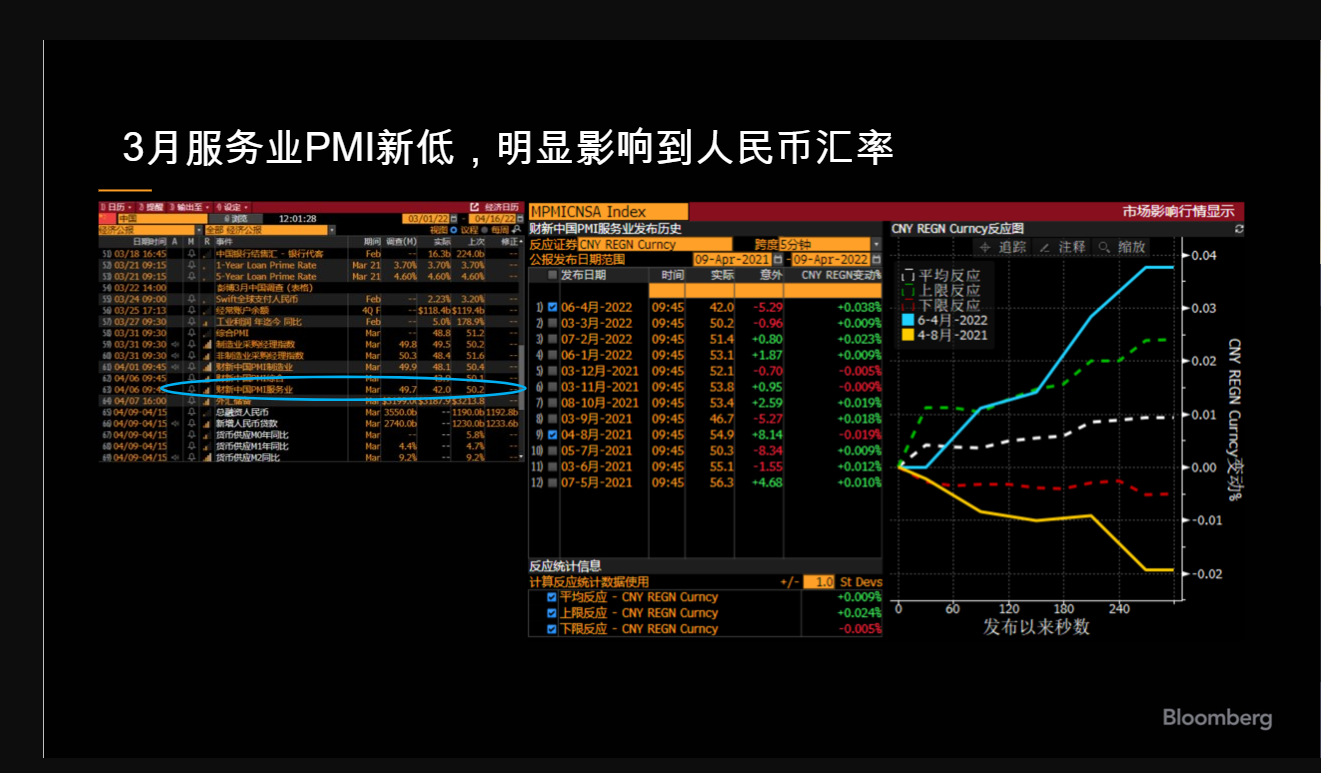 3月服务业PMI新低，明显影响到人民币汇率
日历 提醒 输出至 设定 经济日历
中国 浏览 12:01:28 03/01/22 - 04/16/22
经济公报 全部 经济公报 视图 议程 每周
日期时间 A M R 事件 期间 调查(M) 实际 上次 修正
03/18 16:45 中国银行结售汇 - 银行代客 Feb -- 16.3b 224.0b --
03/21 09:15 1-Year Loan Prime Rate Mar 21 3.70% 3.70% 3.70% --
03/21 09:15 5-Year Loan Prime Rate Mar 21 4.60% 4.60% 4.60% --
03/22 14:00 彭博3月中国调查 (表格)
03/24 09:00 Swift全球支付人民币 Feb -- 2.23% 3.20% --
03/25 17:13 经常账户余额 4Q F -- $118.4b $119.4b --
03/27 09:30 工业利润 年迄今 同比 Feb -- 5.0% 178.9% --
03/31 09:30 综合PMI Mar -- 48.8 51.2 --
03/31 09:30 制造业采购经理指数 Mar 49.8 49.5 50.2 --
03/31 09:30 非制造业采购经理指数 Mar 50.3 48.4 51.6 --
04/01 09:45 财新中国PMI制造业 Mar 49.9 48.1 50.4 --
04/06 09:45 财新中国PMI综合 Mar -- 43.9 50.1 --
04/06 09:45 财新中国PMI服务业 Mar 49.7 42.0 50.2 --
04/07 16:00 外汇储备 Mar $3187.9 $3213.8 --
04/09-04/15 总融资人民币 Mar 3550.0b -- 1190.0b 1192.8b
04/09-04/15 新增人民币贷款 Mar 2740.0b -- 1230.0b 1233.6b
04/09-04/15 货币供应M0年同比 Mar -- -- 5.8% --
04/09-04/15 货币供应M1年同比 Mar 4.4% -- 4.7% --
04/09-04/15 货币供应M2同比 Mar 9.2% -- 9.2% --
MPMICNSA Index 市场影响行情显示
财新中国PMI服务业发布历史
反应证券 CNY REGN Curncy 跨度 5分钟
公报发布日期范围 09-Apr-2021 - 09-Apr-2022
发布日期 时间 实际 意外 CNY REGN变动%
1) 06-4月-2022 09:45 42.0 -5.29 +0.038%
2) 03-3月-2022 09:45 50.2 -0.96 +0.009%
3) 07-2月-2022 09:45 51.4 +0.80 +0.023%
4) 06-1月-2022 09:45 53.1 +1.87 +0.009%
5) 03-12月-2021 09:45 52.1 -0.70 -0.005%
6) 03-11月-2021 09:45 53.8 +0.95 -0.009%
7) 08-10月-2021 09:45 53.4 +2.59 +0.019%
8) 03-9月-2021 09:45 46.7 -5.27 +0.018%
9) 04-8月-2021 09:45 54.9 +8.14 -0.019%
10) 05-7月-2021 09:45 50.3 -8.34 +0.009%
11) 03-6月-2021 09:45 55.1 -1.55 +0.012%
12) 07-5月-2021 09:45 56.3 +4.68 +0.010%
反应统计信息
计算反应统计数据使用 +/- 1.0 St Devs
平均反应 - CNY REGN Curncy +0.009%
上限反应 - CNY REGN Curncy +0.024%
下限反应 - CNY REGN Curncy -0.005%
CNY REGN Curncy反应图
追踪 注释 缩放
平均反应
上限反应
下限反应
6-4月-2022
4-8月-2021
0.04
0.03
0.02
0.01
0.00
-0.01
-0.02
CNY REGN Curncy变动%
0 60 120 180 240
发布以来秒数
Bloomberg